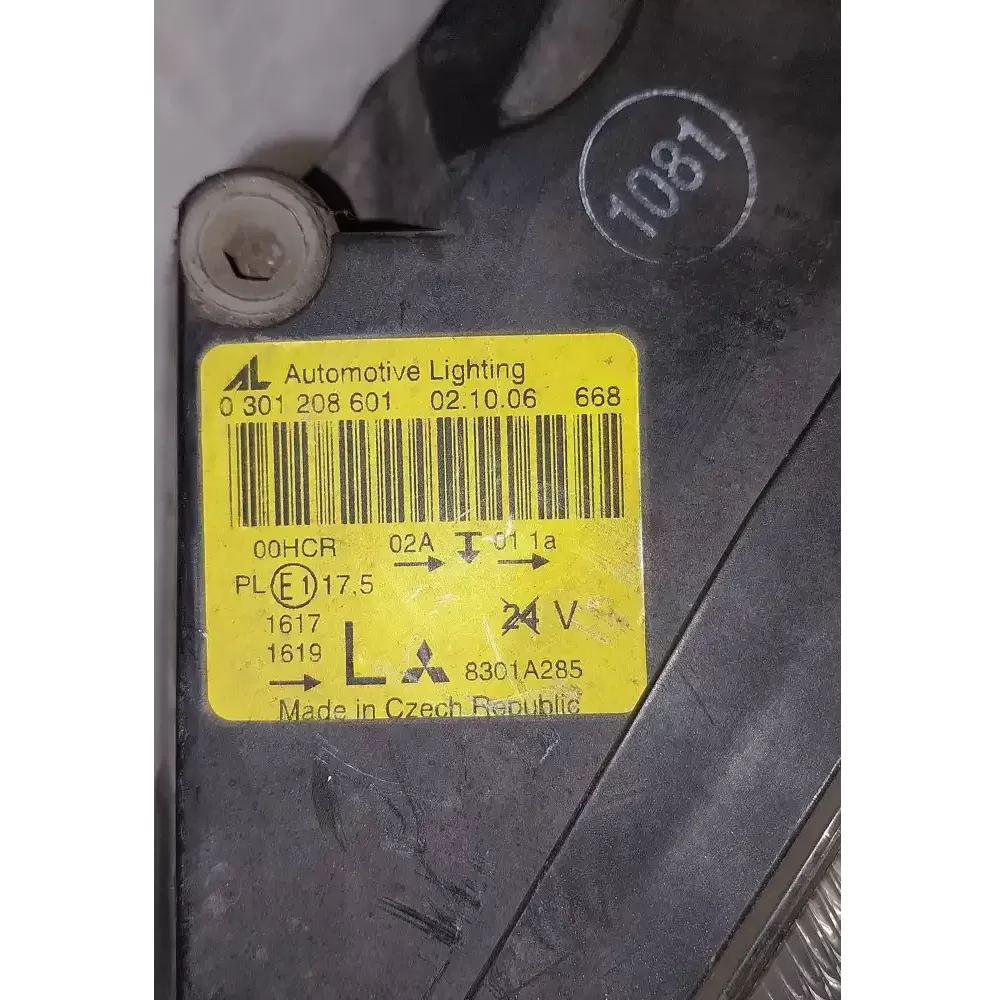 1081
AL Automotive Lighting
0 301 208 601 02.10.06 668
00HCR 02A 01 1a
PL E1 17,5
24 V
1617
1619
L 8301A285
Made in Czech Republic